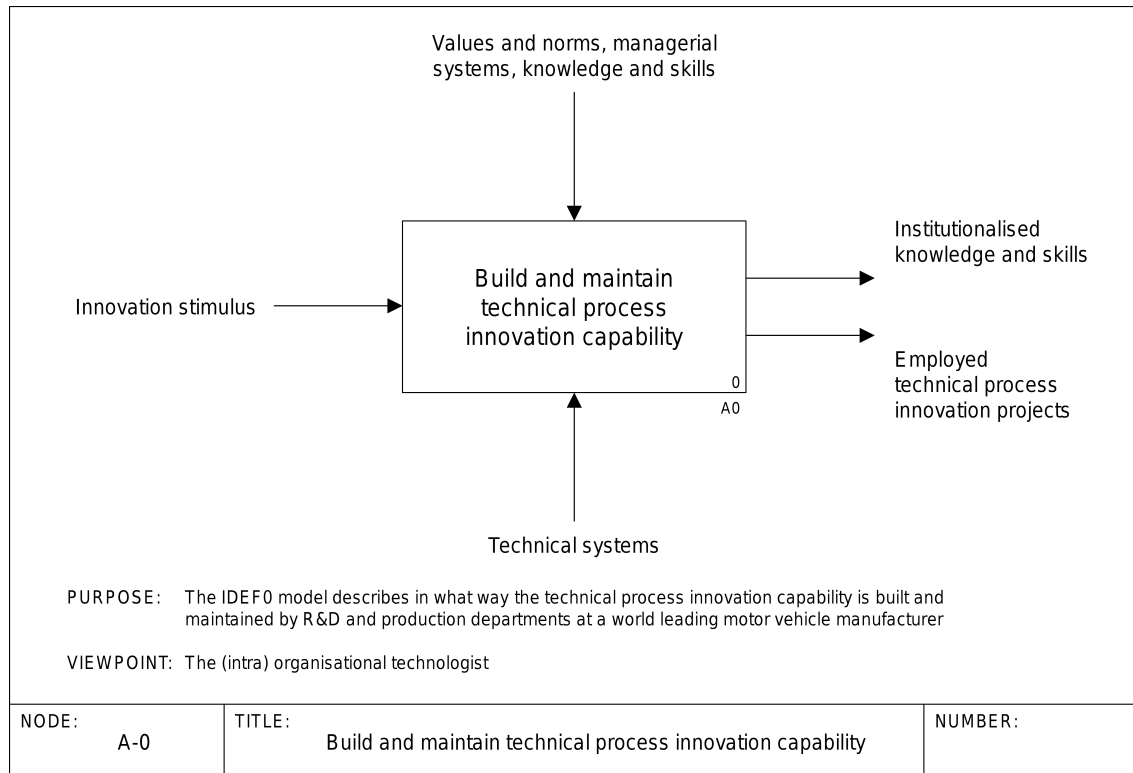 Values and norms, managerial
systems, knowledge and skills
Institutionalised
knowledge and skills
Build and maintain
technical process
innovation capability
Innovation stimulus
0
A0
Employed
technical process
innovation projects
Technical systems
PURPOSE: The IDEF0 model describes in what way the technical process innovation capability is built and
maintained by R&D and production departments at a world leading motor vehicle manufacturer
VIEWPOINT: The (intra) organisational technologist
NODE:
A-0
TITLE:
Build and maintain technical process innovation capability
NUMBER: